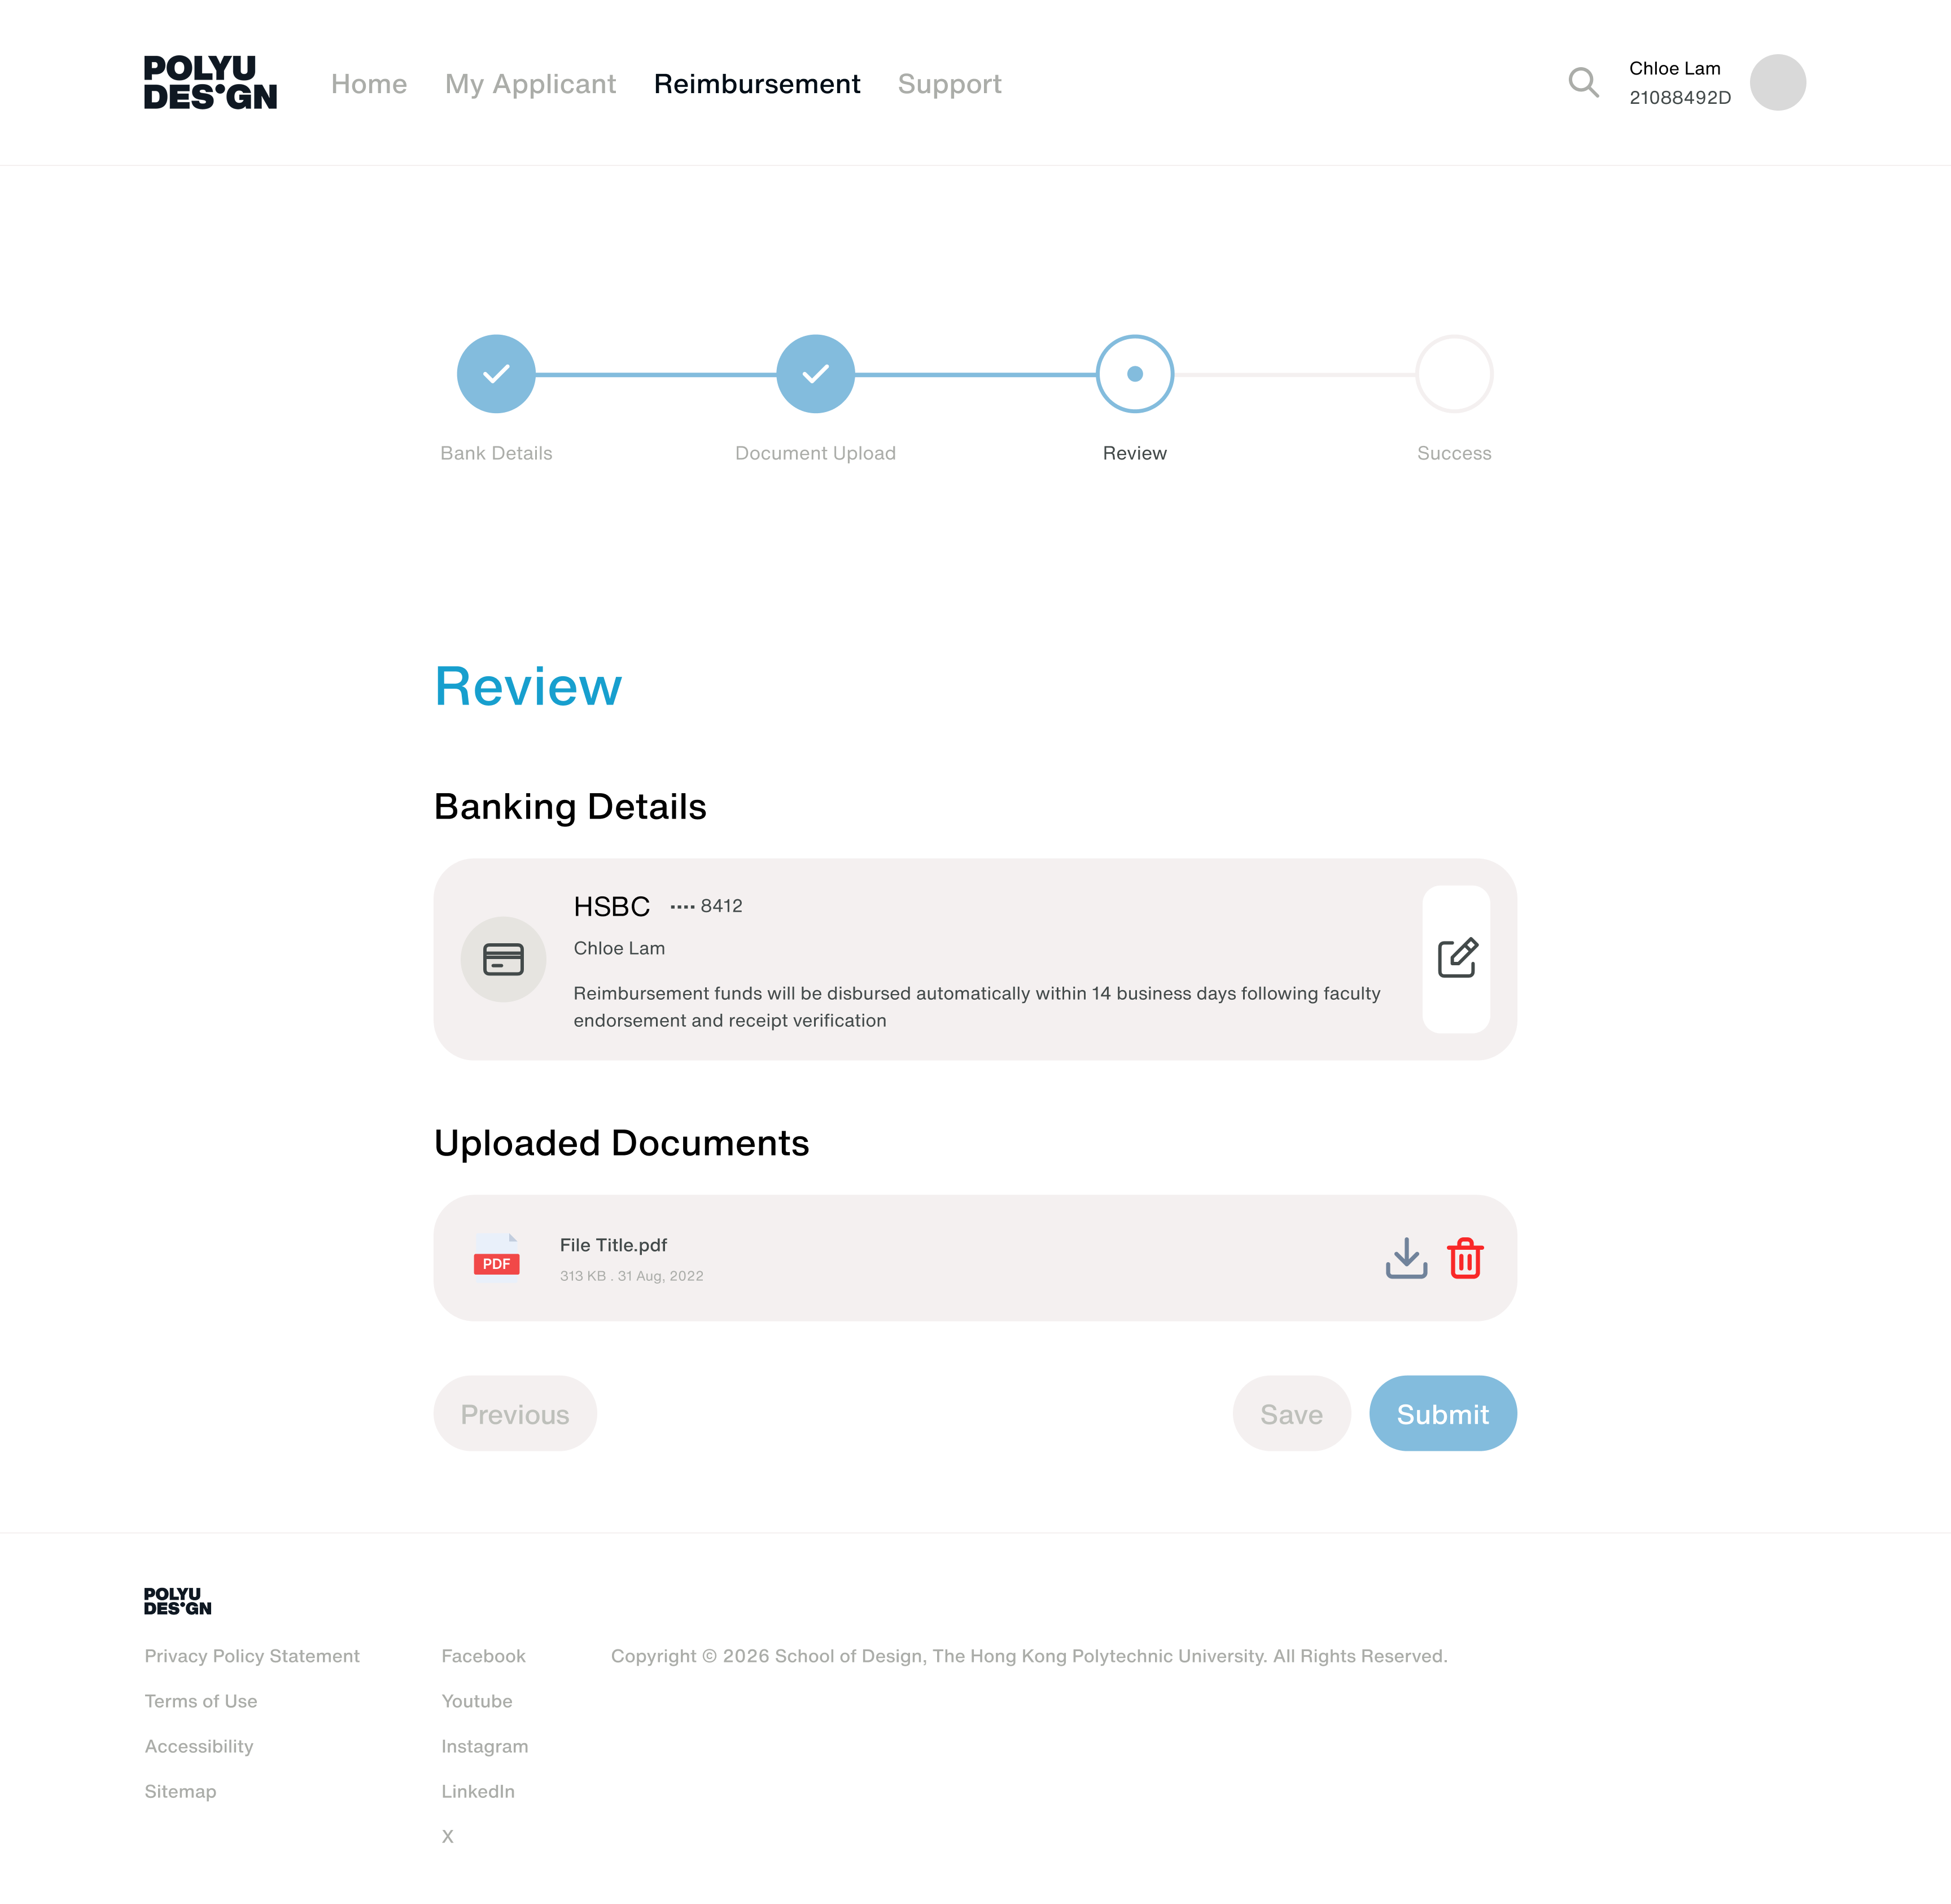 POLYU
DES•GN
Home My Applicant Reimbursement Support
Chloe Lam
21088492D
Bank Details Document Upload Review Success
Review
Banking Details
HSBC ···· 8412
Chloe Lam
Reimbursement funds will be disbursed automatically within 14 business days following faculty
endorsement and receipt verification
Uploaded Documents
PDF
File Title.pdf
313 KB . 31 Aug, 2022
Previous Save Submit
POLYU
DES•GN
Privacy Policy Statement
Terms of Use
Accessibility
Sitemap
Facebook
Youtube
Instagram
LinkedIn
X
Copyright © 2026 School of Design, The Hong Kong Polytechnic University. All Rights Reserved.